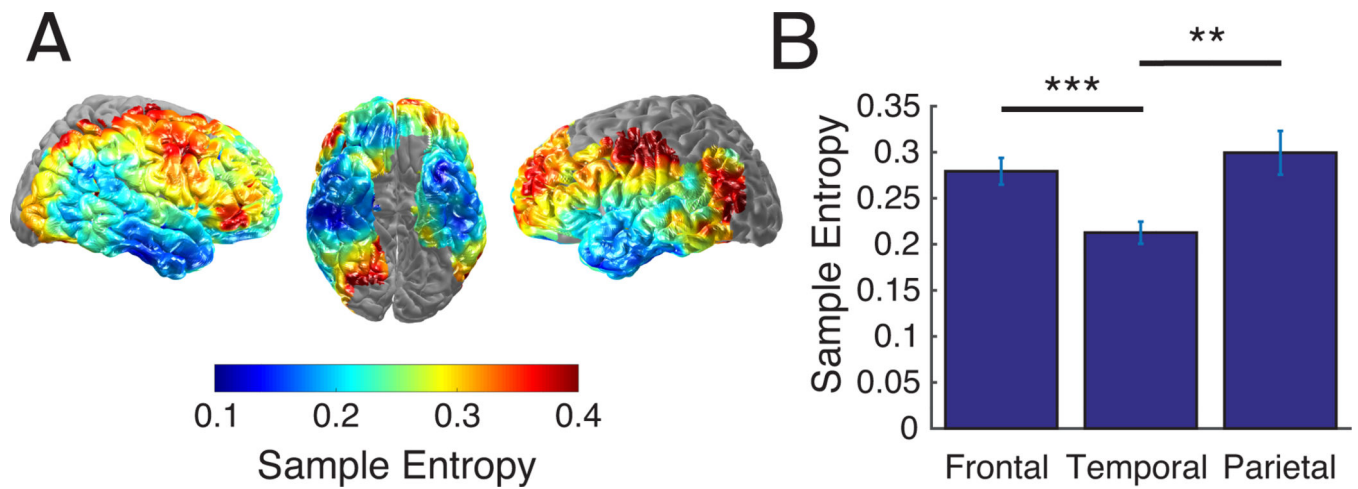 A
0.1 0.2 0.3 0.4
Sample Entropy
B
***
**
Sample Entropy
0.35
0.3
0.25
0.2
0.15
0.1
0.05
0
Frontal Temporal Parietal